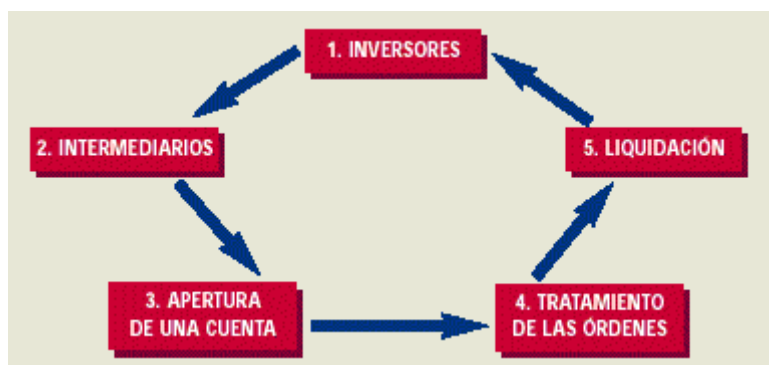 1. INVERSORES
2. INTERMEDIARIOS
3. APERTURA
DE UNA CUENTA
4. TRATAMIENTO
DE LAS ÓRDENES
5. LIQUIDACIÓN